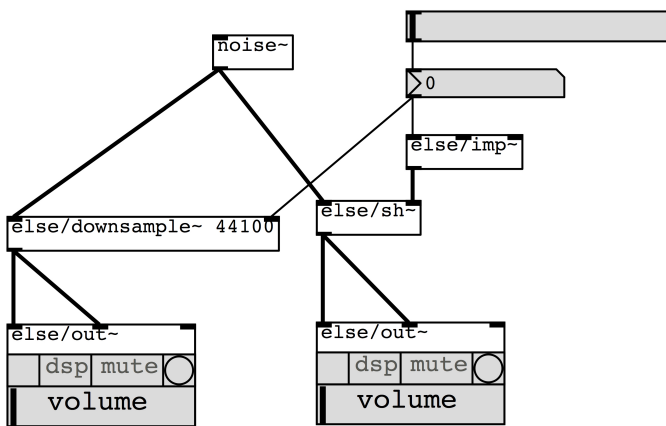 noise~
0
else/imp~
else/downsample~ 44100
else/sh~
else/out~
dsp mute
volume
else/out~
dsp mute
volume